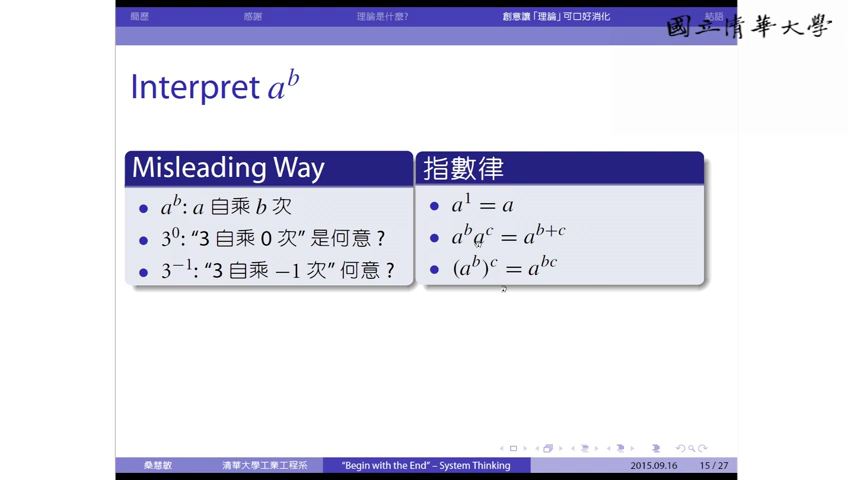 簡歷 感謝 理論是什麼? 創意讓「理論」可口好消化 結語
國立清華大學
Interpret a^b
Misleading Way
• a^b: a 自乘 b 次
• 3^0: “3 自乘 0 次” 是何意 ?
• 3^−1: “3 自乘 −1 次” 何意 ?
指數律
• a^1 = a
• a^b a^c = a^{b+c}
• (a^b)^c = a^{bc}
桑慧敏 清華大學工業工程系 “Begin with the End” – System Thinking 2015.09.16 15 / 27